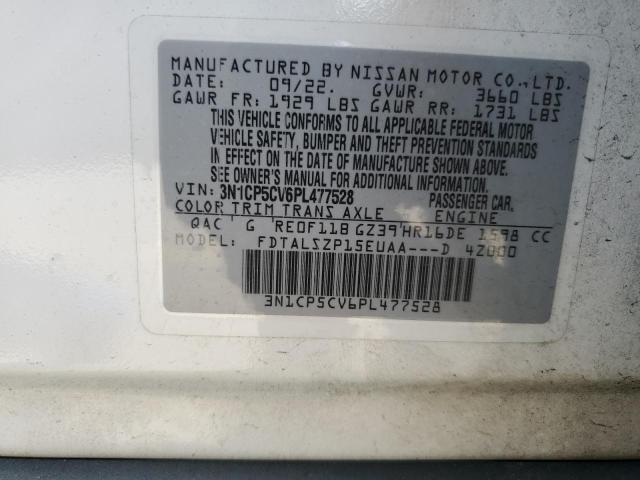 MANUFACTURED BY NISSAN MOTOR CO., LTD.
DATE: 09/22. GVWR: 3660 LBS
GAWR FR: 1929 LBS GAWR RR: 1731 LBS
THIS VEHICLE CONFORMS TO ALL APPLICABLE FEDERAL MOTOR
VEHICLE SAFETY, BUMPER AND THEFT PREVENTION STANDARDS
IN EFFECT ON THE DATE OF MANUFACTURE SHOWN ABOVE.
SEE OWNER'S MANUAL FOR ADDITIONAL INFORMATION
VIN: 3N1CP5CV6PL477528 PASSENGER CAR.
COLOR TRIM TRANS AXLE ENGINE
QAC G RE0F11B GZ39 HR16DE 1598 CC
FDTALSZP15EUAA---D 4Z000
3N1CP5CV6PL477528